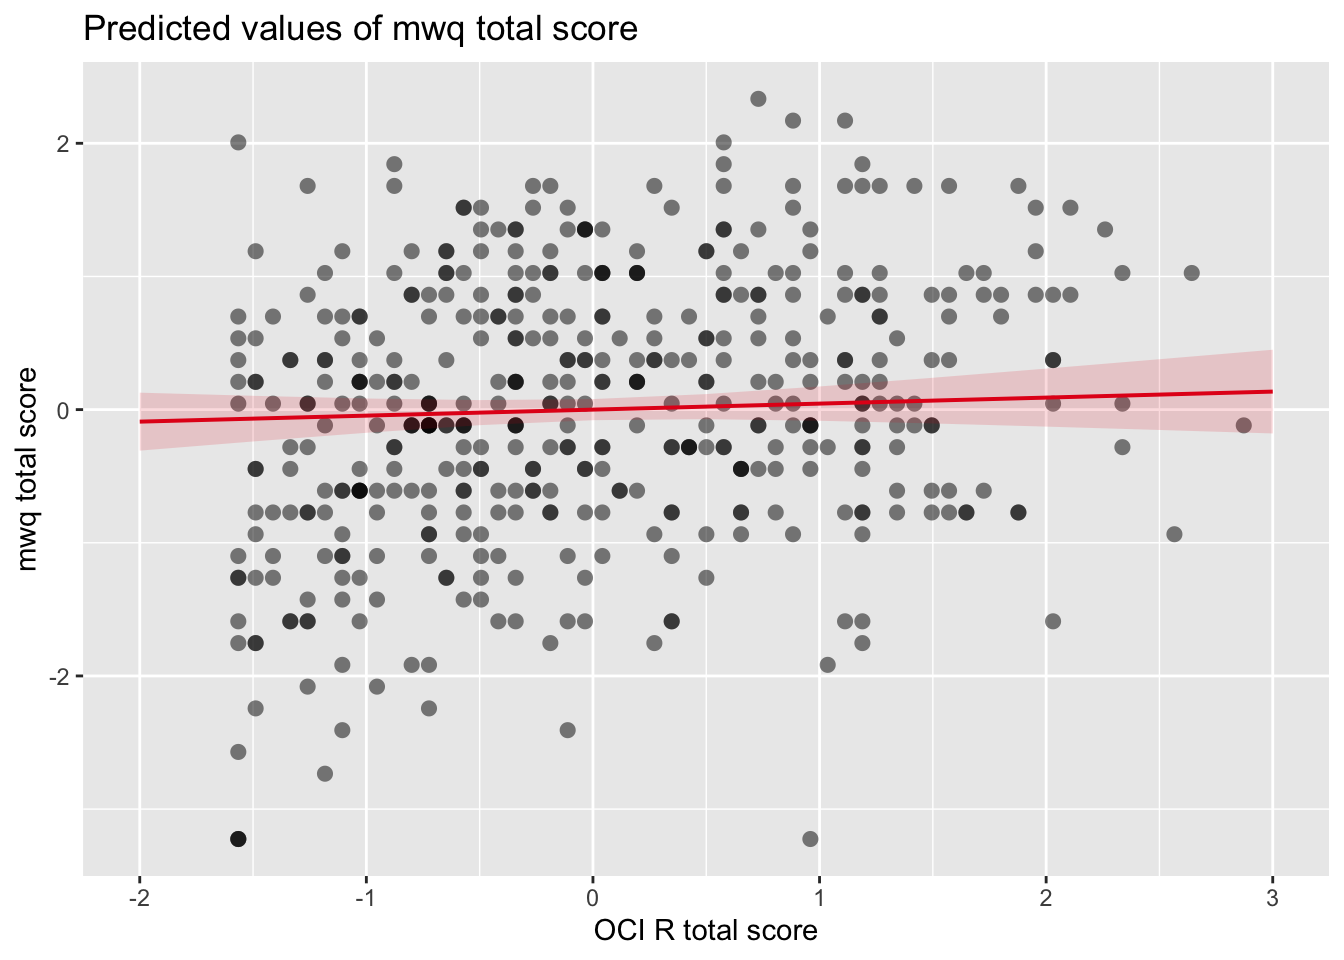 Predicted values of mwq total score
2
0
-2
mwq total score
-2 -1 0 1 2 3
OCI R total score